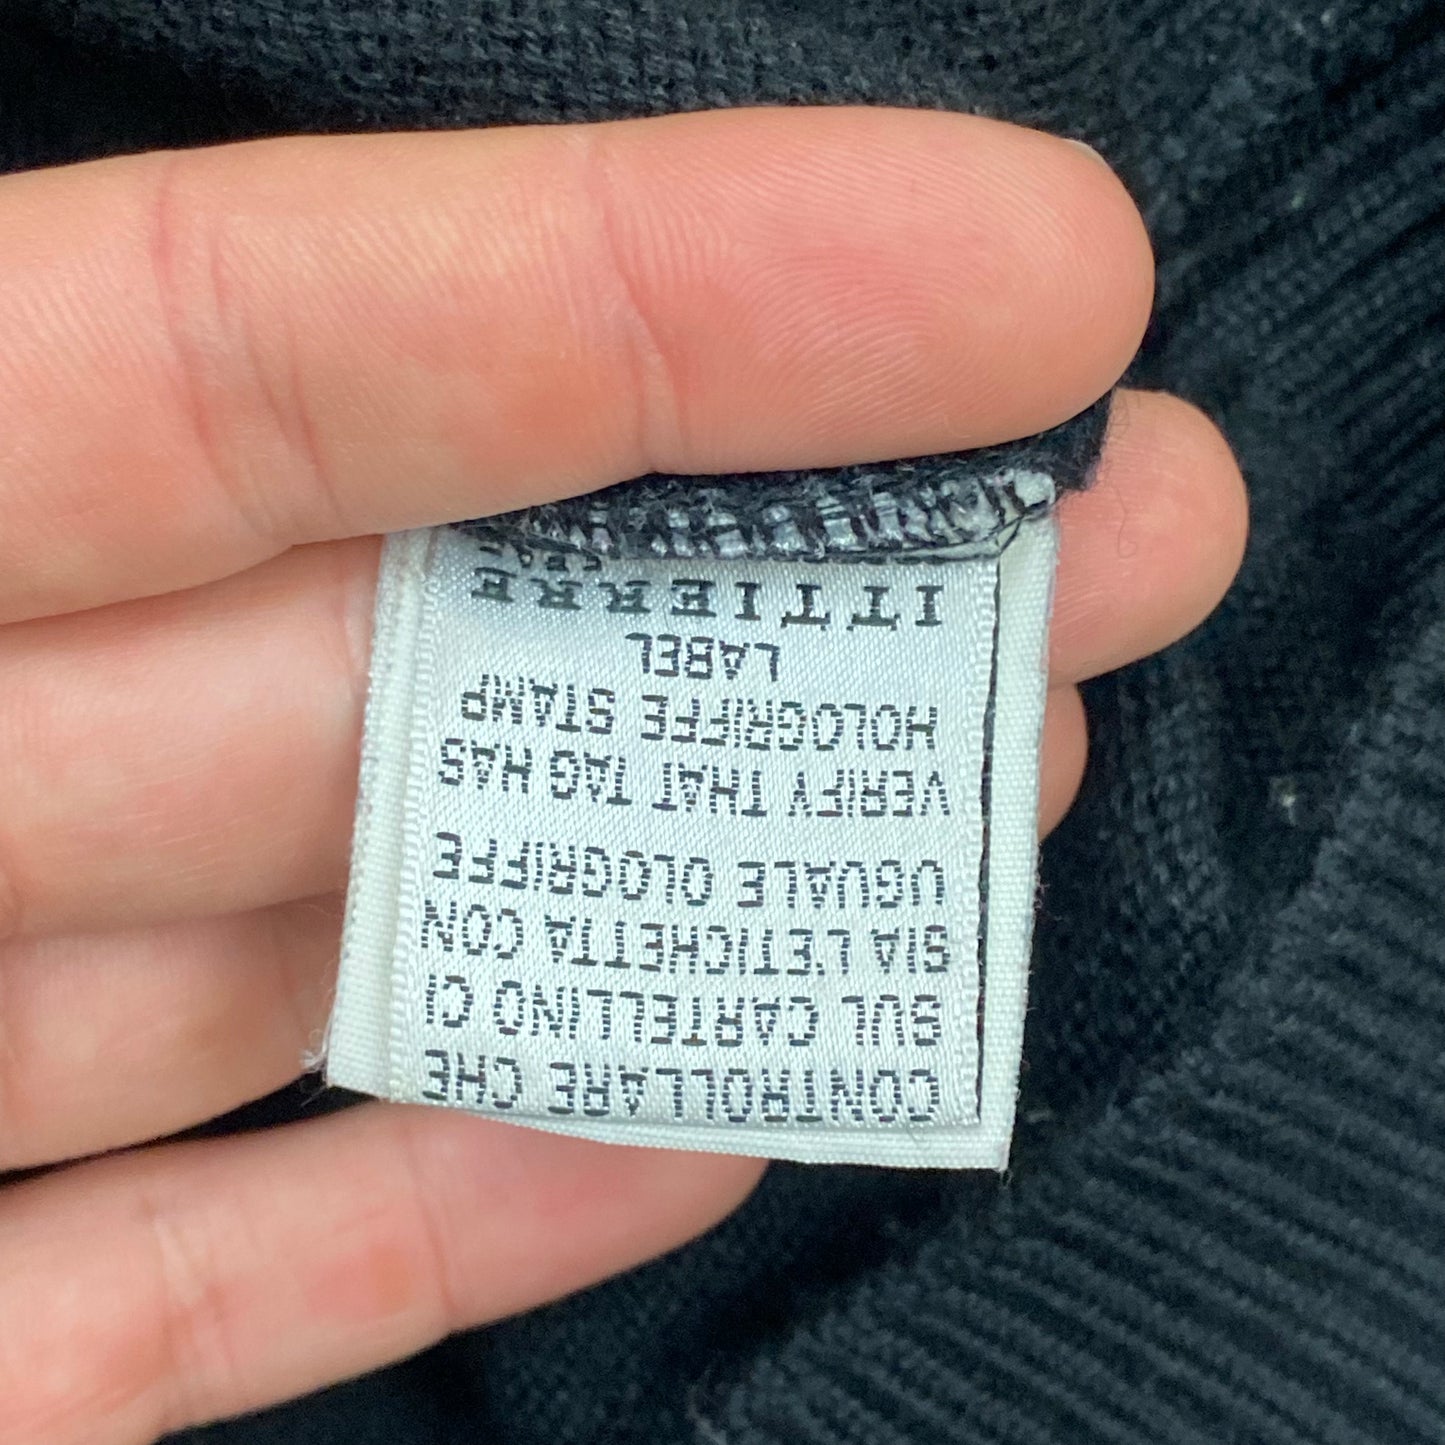 CONTROLLARE CHE
SUL CARTELLINO CI
SIA L'ETICHETTA CON
UGUALE OLOGRIFFE
VERIFY THAT TAG HAS
HOLOGRIFFE STAMP
LABEL
ITTIERRE